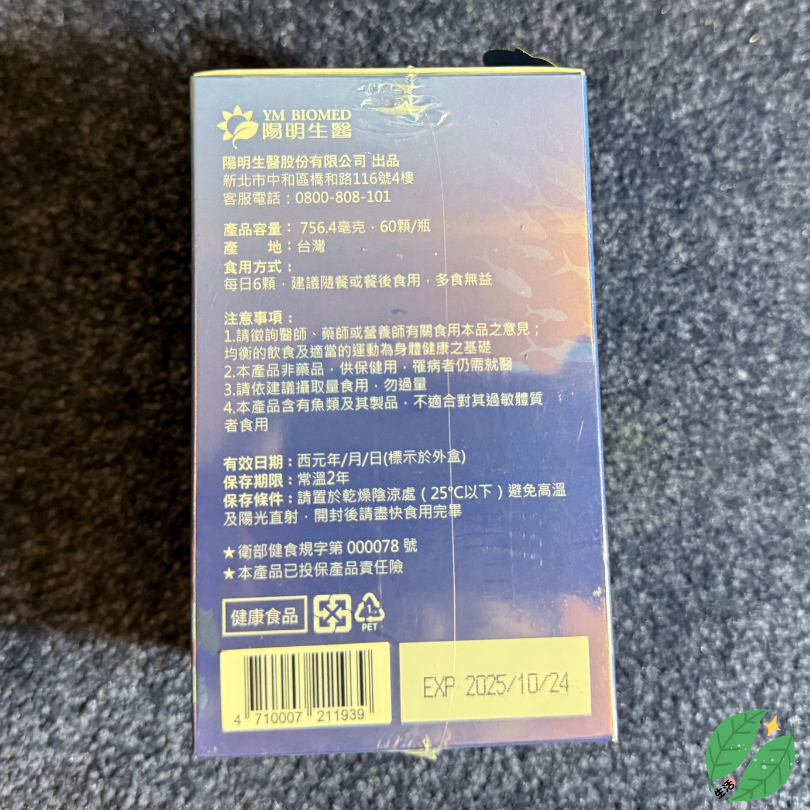 YM BIOMED
陽明生醫
陽明生醫股份有限公司 出品
新北市中和區橋和路116號4樓
客服電話：0800-808-101
產品容量： 756.4毫克，60顆/瓶
產　　地：台灣
食用方式：
每日6顆，建議隨餐或餐後食用，多食無益
注意事項：
1.請徵詢醫師、藥師或營養師有關食用本品之意見；
均衡的飲食及適當的運動為身體健康之基礎
2.本產品非藥品，供保健用，罹病者仍需就醫
3.請依建議攝取量食用，勿過量
4.本產品含有魚類及其製品，不適合對其過敏體質
者食用
有效日期：西元年/月/日(標示於外盒)
保存期限：常溫2年
保存條件：請置於乾燥陰涼處（25℃以下）避免高溫
及陽光直射，開封後請盡快食用完畢
★衛部健食規字第 000078 號
★本產品已投保產品責任險
健康食品
1
PET
4 710007 211939
EXP 2025/10/24
生活